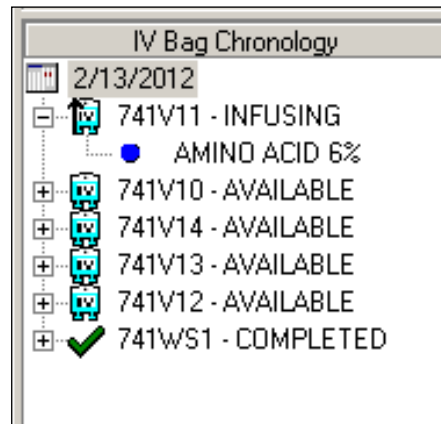 IV Bag Chronology
2/13/2012
741V11 - INFUSING
AMINO ACID 6%
741V10 - AVAILABLE
741V14 - AVAILABLE
741V13 - AVAILABLE
741V12 - AVAILABLE
741WS1 - COMPLETED